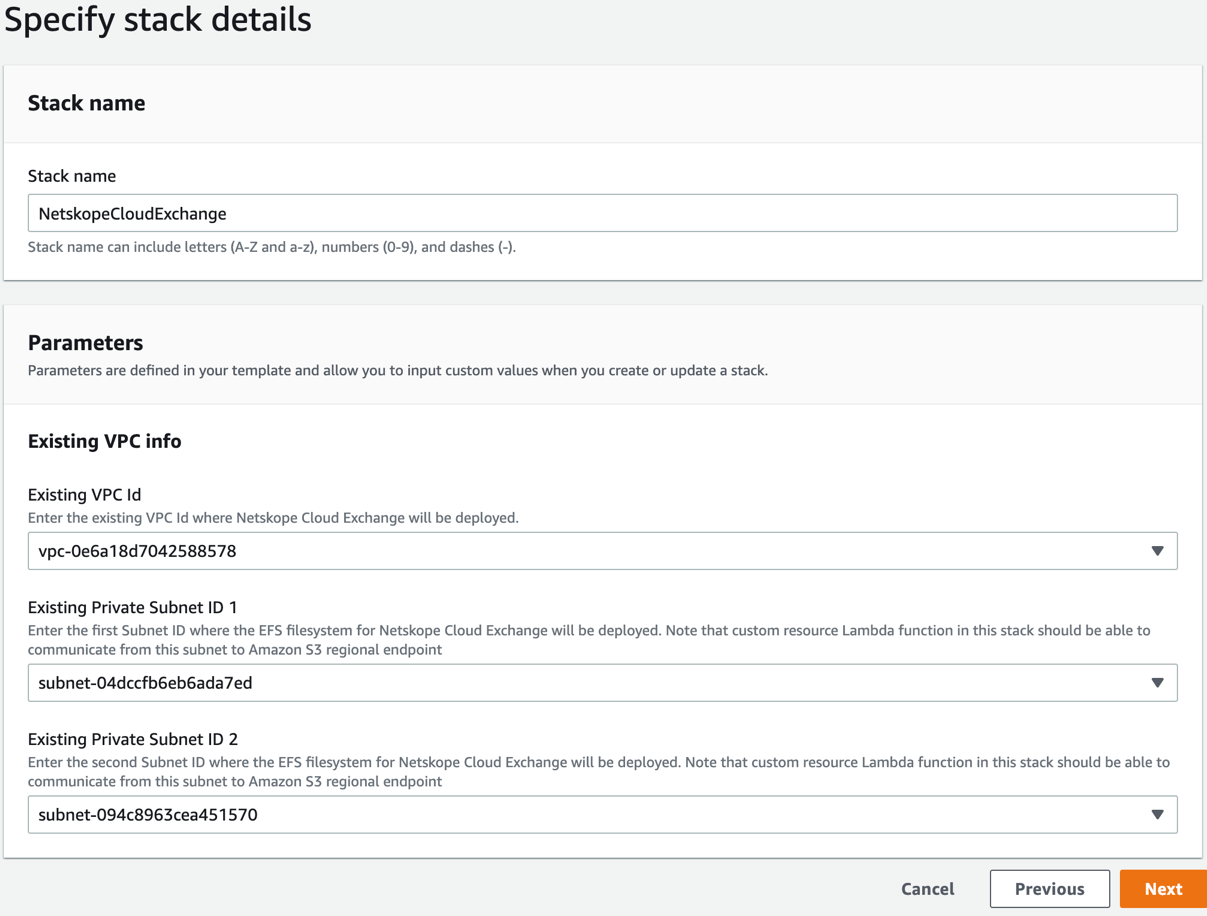 Specify stack details
Stack name
Stack name
NetskopeCloudExchange
Stack name can include letters (A-Z and a-z), numbers (0-9), and dashes (-).
Parameters
Parameters are defined in your template and allow you to input custom values when you create or update a stack.
Existing VPC info
Existing VPC Id
Enter the existing VPC Id where Netskope Cloud Exchange will be deployed.
vpc-0e6a18d7042588578
Existing Private Subnet ID 1
Enter the first Subnet ID where the EFS filesystem for Netskope Cloud Exchange will be deployed. Note that custom resource Lambda function in this stack should be able to
communicate from this subnet to Amazon S3 regional endpoint
subnet-04dccfb6eb6ada7ed
Existing Private Subnet ID 2
Enter the second Subnet ID where the EFS filesystem for Netskope Cloud Exchange will be deployed. Note that custom resource Lambda function in this stack should be able to
communicate from this subnet to Amazon S3 regional endpoint
subnet-094c8963cea451570
Cancel Previous Next